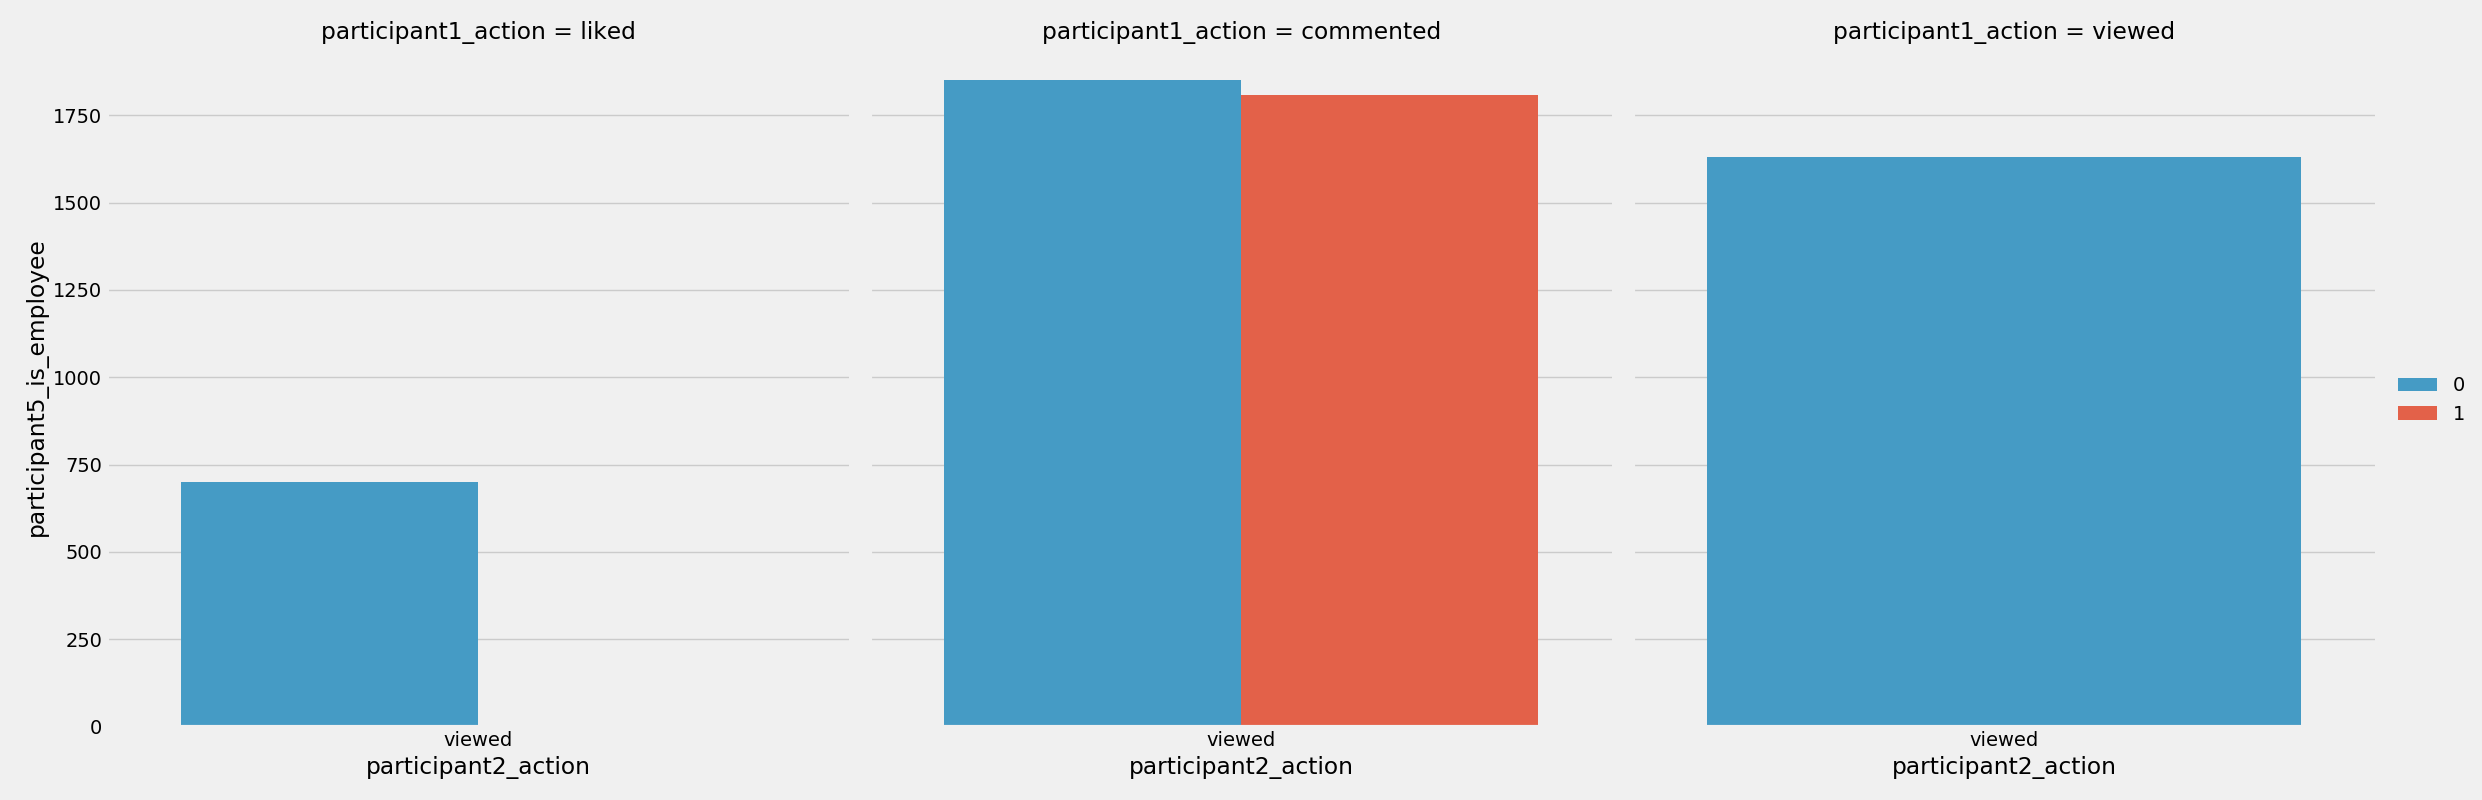 participant1_action = liked
participant1_action = commented
participant1_action = viewed
participant5_is_employee
1750
1500
1250
1000
750
500
250
0
viewed
viewed
viewed
participant2_action
participant2_action
participant2_action
0
1